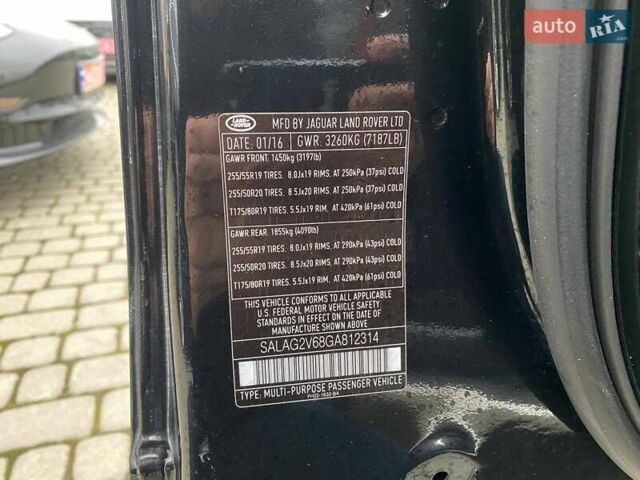 auto RIA.com
LAND ROVER MFD BY JAGUAR LAND ROVER LTD
DATE: 01/16 GWR: 3260KG (7187LB)
GAWR FRONT: 1450kg (3197lb)
255/55R19 TIRES. 8.0Jx19 RIMS. AT 250kPa (37psi) COLD
255/50R20 TIRES. 8.5Jx20 RIMS. AT 250kPa (37psi) COLD
T175/80R19 TIRES. 5.5Jx19 RIMS. AT 420kPa (61psi) COLD
GAWR REAR: 1855kg (4090lb)
255/55R19 TIRES. 8.0Jx19 RIMS. AT 290kPa (43psi) COLD
255/50R20 TIRES. 8.5Jx20 RIMS. AT 290kPa (43psi) COLD
T175/80R19 TIRES. 5.5Jx19 RIMS. AT 420kPa (61psi) COLD
THIS VEHICLE CONFORMS TO ALL APPLICABLE
U.S. FEDERAL MOTOR VEHICLE SAFETY
STANDARDS IN EFFECT ON THE DATE OF
MANUFACTURE SHOWN ABOVE
SALAG2V68GA812314
TYPE: MULTI-PURPOSE PASSENGER VEHICLE